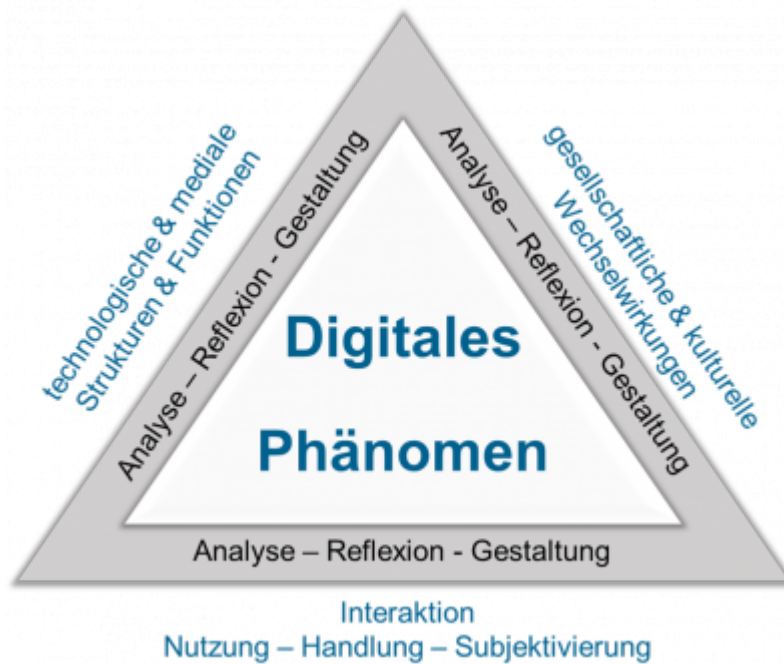 technologische & mediale
Strukturen & Funktionen
Analyse – Reflexion - Gestaltung
gesellschaftliche & kulturelle
Wechselwirkungen
Analyse – Reflexion - Gestaltung
Digitales
Phänomen
Analyse – Reflexion - Gestaltung
Interaktion
Nutzung – Handlung – Subjektivierung